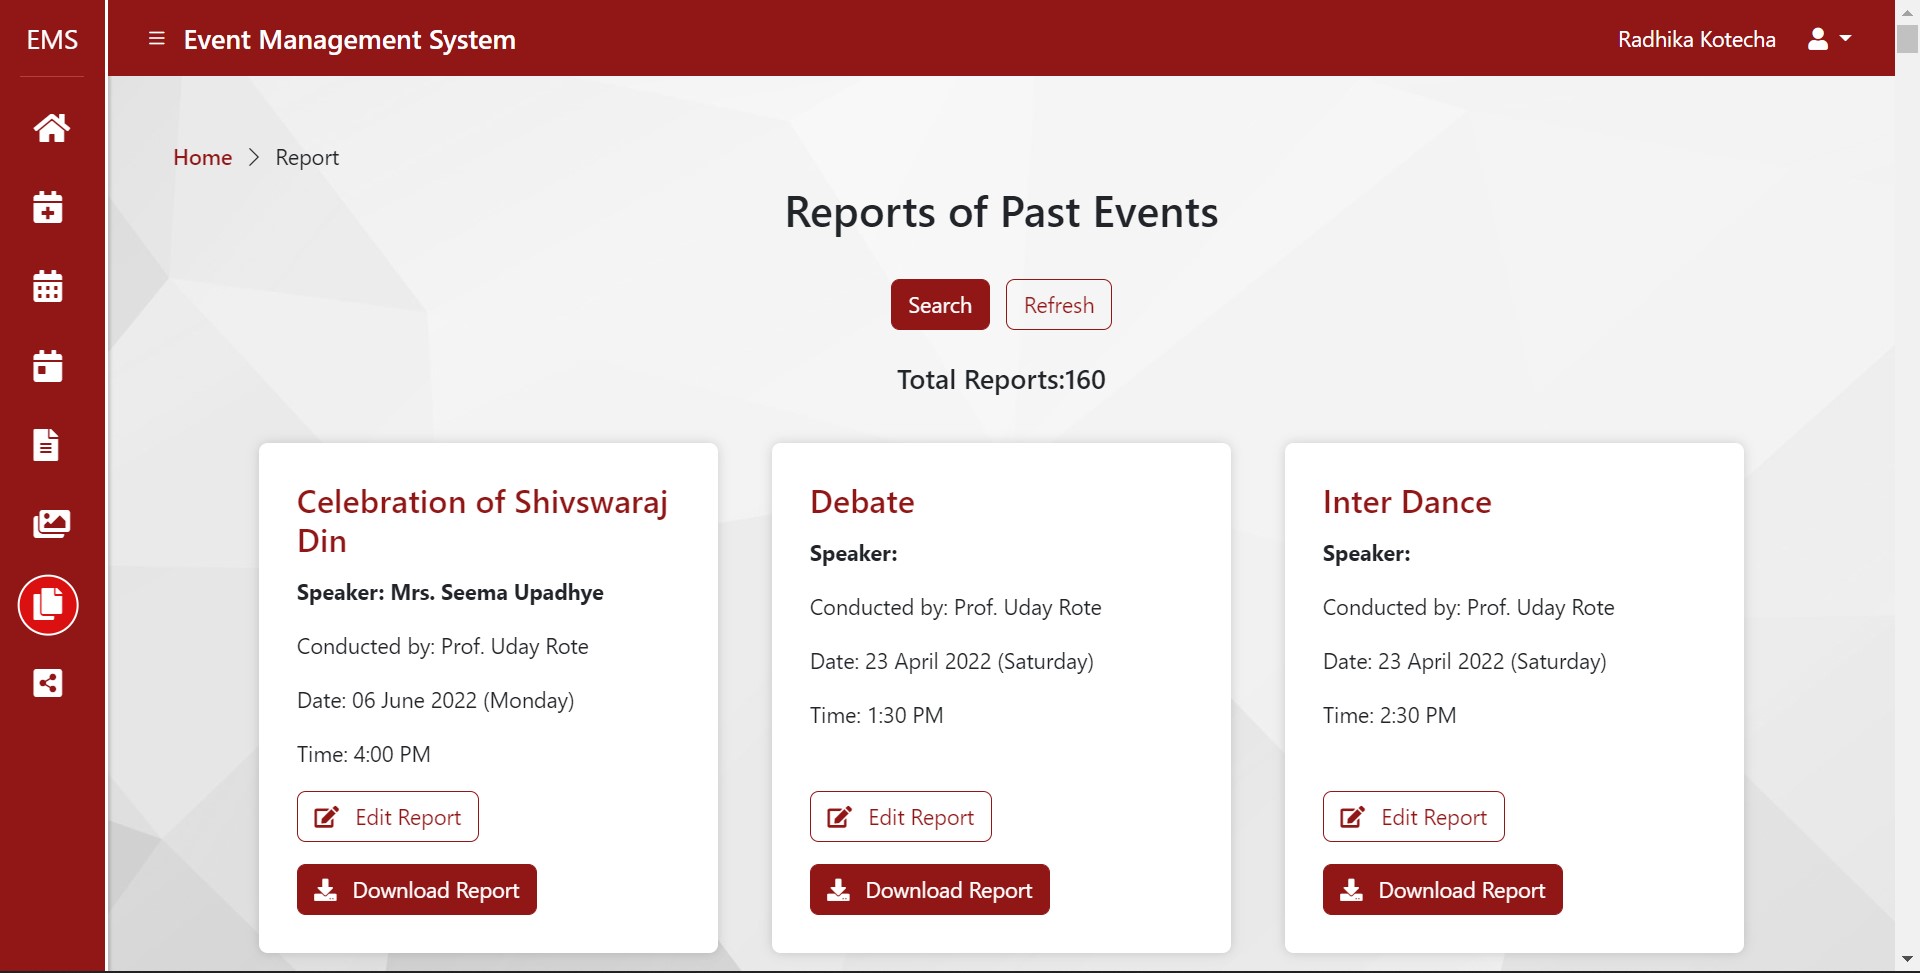 EMS
Event Management System
Radhika Kotecha
Home > Report
Reports of Past Events
Search
Refresh
Total Reports:160
Celebration of Shivswaraj
Din
Speaker: Mrs. Seema Upadhye
Conducted by: Prof. Uday Rote
Date: 06 June 2022 (Monday)
Time: 4:00 PM
Edit Report
Download Report
Debate
Speaker:
Conducted by: Prof. Uday Rote
Date: 23 April 2022 (Saturday)
Time: 1:30 PM
Edit Report
Download Report
Inter Dance
Speaker:
Conducted by: Prof. Uday Rote
Date: 23 April 2022 (Saturday)
Time: 2:30 PM
Edit Report
Download Report